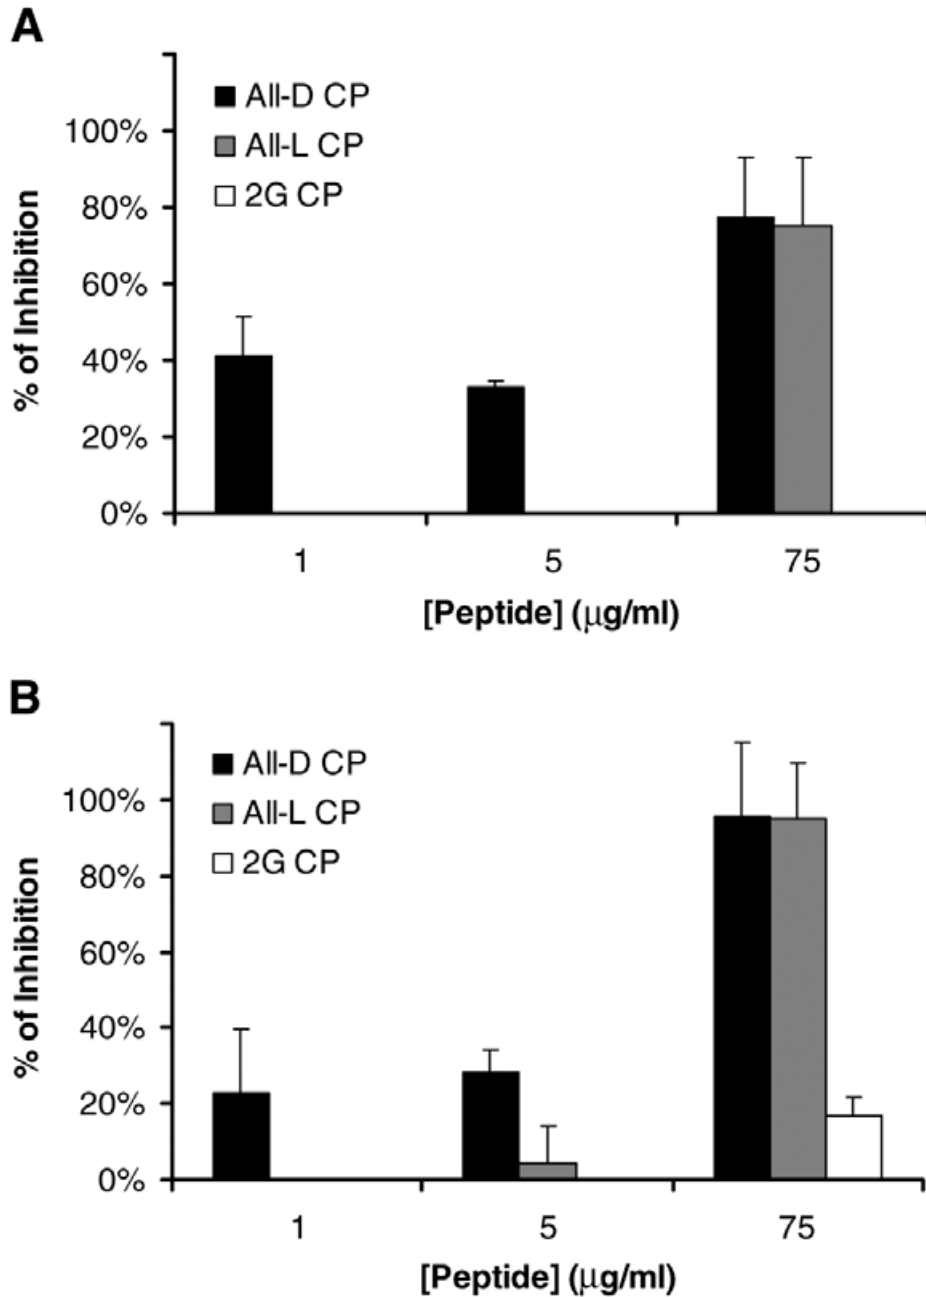 A
All-D CP
All-L CP
2G CP
100%
80%
60%
40%
20%
0%
% of Inhibition
1 5 75
[Peptide] (μg/ml)
B
All-D CP
All-L CP
2G CP
100%
80%
60%
40%
20%
0%
% of Inhibition
1 5 75
[Peptide] (μg/ml)